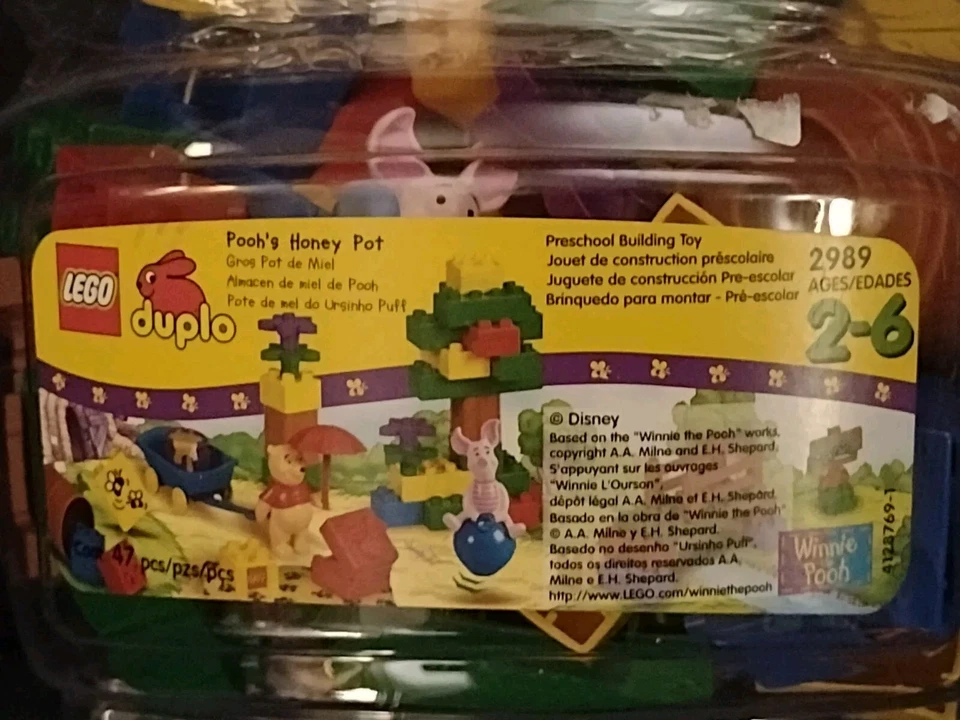 LEGO
duplo
Pooh's Honey Pot
Gros Pot de Miel
Almacen de miel de Pooh
Pote de mel do Ursinho Puff
Preschool Building Toy
Jouet de construction préscolaire
Juguete de construcción Pre-escolar
Brinquedo para montar - Pré-escolar
2989
AGES/EDADES
2-6
© Disney
Based on the "Winnie the Pooh" works,
copyright A.A. Milne and E.H. Shepard.
S'appuyant sur les ouvrages
"Winnie L'Ourson",
dépôt légal A.A. Milne et E.H. Shepard.
Basado en la obra de "Winnie the Pooh"
© A.A. Milne y E.H. Shepard.
Basedo no desenho "Ursinho Puff",
todos os direitos reservados A.A.
Milne e E.H. Shepard.
http://www.LEGO.com/winniethepooh
47 pcs/pzs/pçs
Winnie
the
Pooh
4128769-1